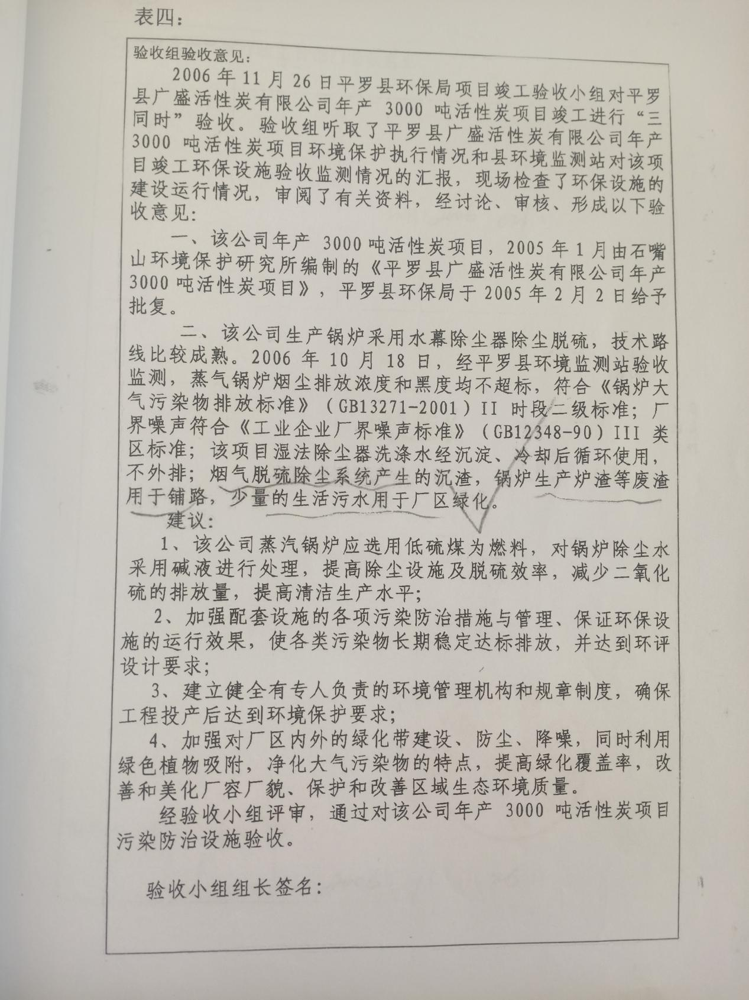 表四：
验收组验收意见：
2006 年 11 月 26 日平罗县环保局项目竣工验收小组对平罗
县广盛活性炭有限公司年产 3000 吨活性炭项目竣工进行“三
同时”验收。验收组听取了平罗县广盛活性炭有限公司年产
3000 吨活性炭项目环境保护执行情况和县环境监测站对该项
目竣工环保设施验收监测情况的汇报，现场检查了环保设施的
建设运行情况，审阅了有关资料，经讨论、审核、形成以下验
收意见：
一、该公司年产 3000 吨活性炭项目，2005 年 1 月由石嘴
山环境保护研究所编制的《平罗县广盛活性炭有限公司年产
3000 吨活性炭项目》，平罗县环保局于 2005 年 2 月 2 日给予
批复。
二、该公司生产锅炉采用水幕除尘器除尘脱硫，技术路
线比较成熟。2006 年 10 月 18 日，经平罗县环境监测站验收
监测，蒸气锅炉烟尘排放浓度和黑度均不超标，符合《锅炉大
气污染物排放标准》（GB13271-2001）II 时段二级标准；厂
界噪声符合《工业企业厂界噪声标准》（GB12348-90）III 类
区标准；该项目湿法除尘器洗涤水经沉淀、冷却后循环使用，
不外排；烟气脱硫除尘系统产生的沉渣，锅炉生产炉渣等废渣
用于铺路，少量的生活污水用于厂区绿化。
建议：
1、该公司蒸汽锅炉应选用低硫煤为燃料，对锅炉除尘水
采用碱液进行处理，提高除尘设施及脱硫效率，减少二氧化
硫的排放量，提高清洁生产水平；
2、加强配套设施的各项污染防治措施与管理、保证环保设
施的运行效果，使各类污染物长期稳定达标排放，并达到环评
设计要求；
3、建立健全有专人负责的环境管理机构和规章制度，确保
工程投产后达到环境保护要求；
4、加强对厂区内外的绿化带建设、防尘、降噪，同时利用
绿色植物吸附，净化大气污染物的特点，提高绿化覆盖率，改
善和美化厂容厂貌、保护和改善区域生态环境质量。
经验收小组评审，通过对该公司年产 3000 吨活性炭项目
污染防治设施验收。
验收小组组长签名：